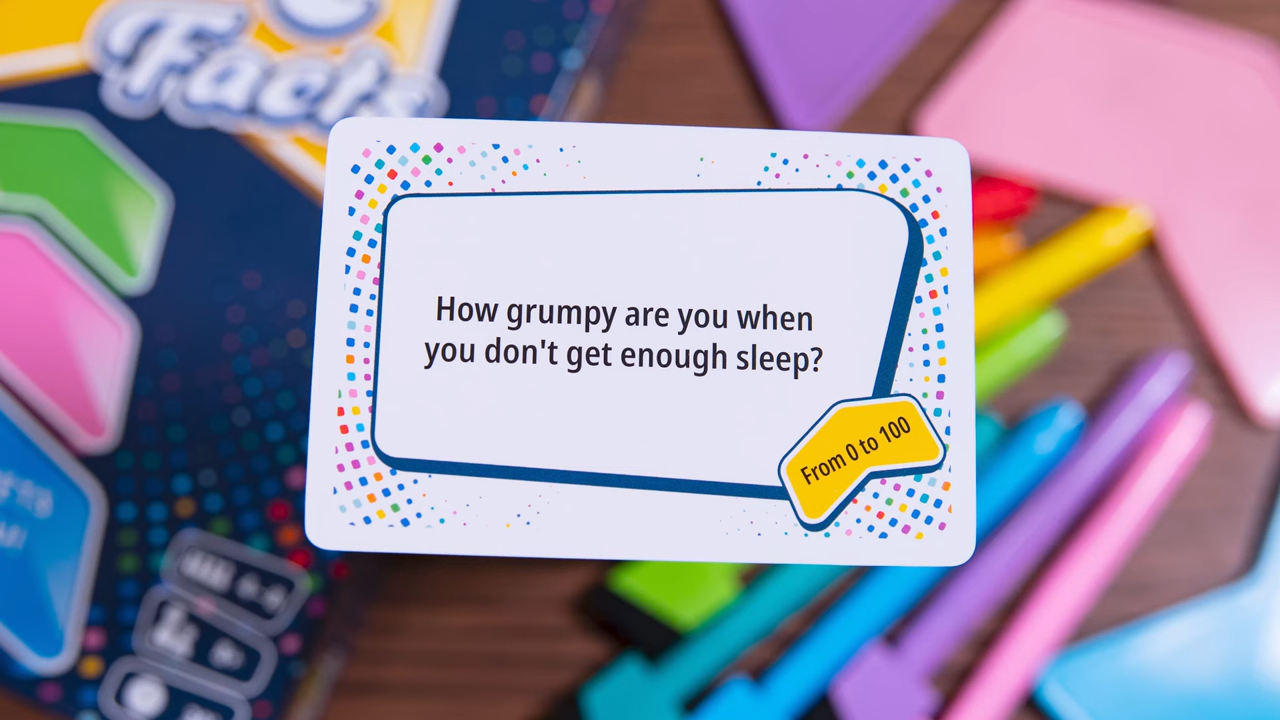 Facts
How grumpy are you when
you don't get enough sleep?
From 0 to 100